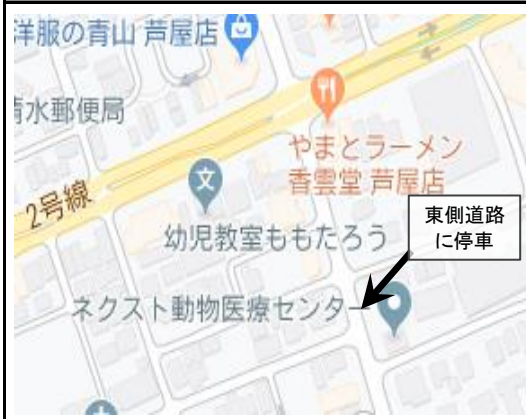 洋服の青山 芦屋店
清水郵便局
やまとラーメン
香雲堂 芦屋店
2号線
東側道路
に停車
幼児教室ももたろう
ネクスト動物医療センター